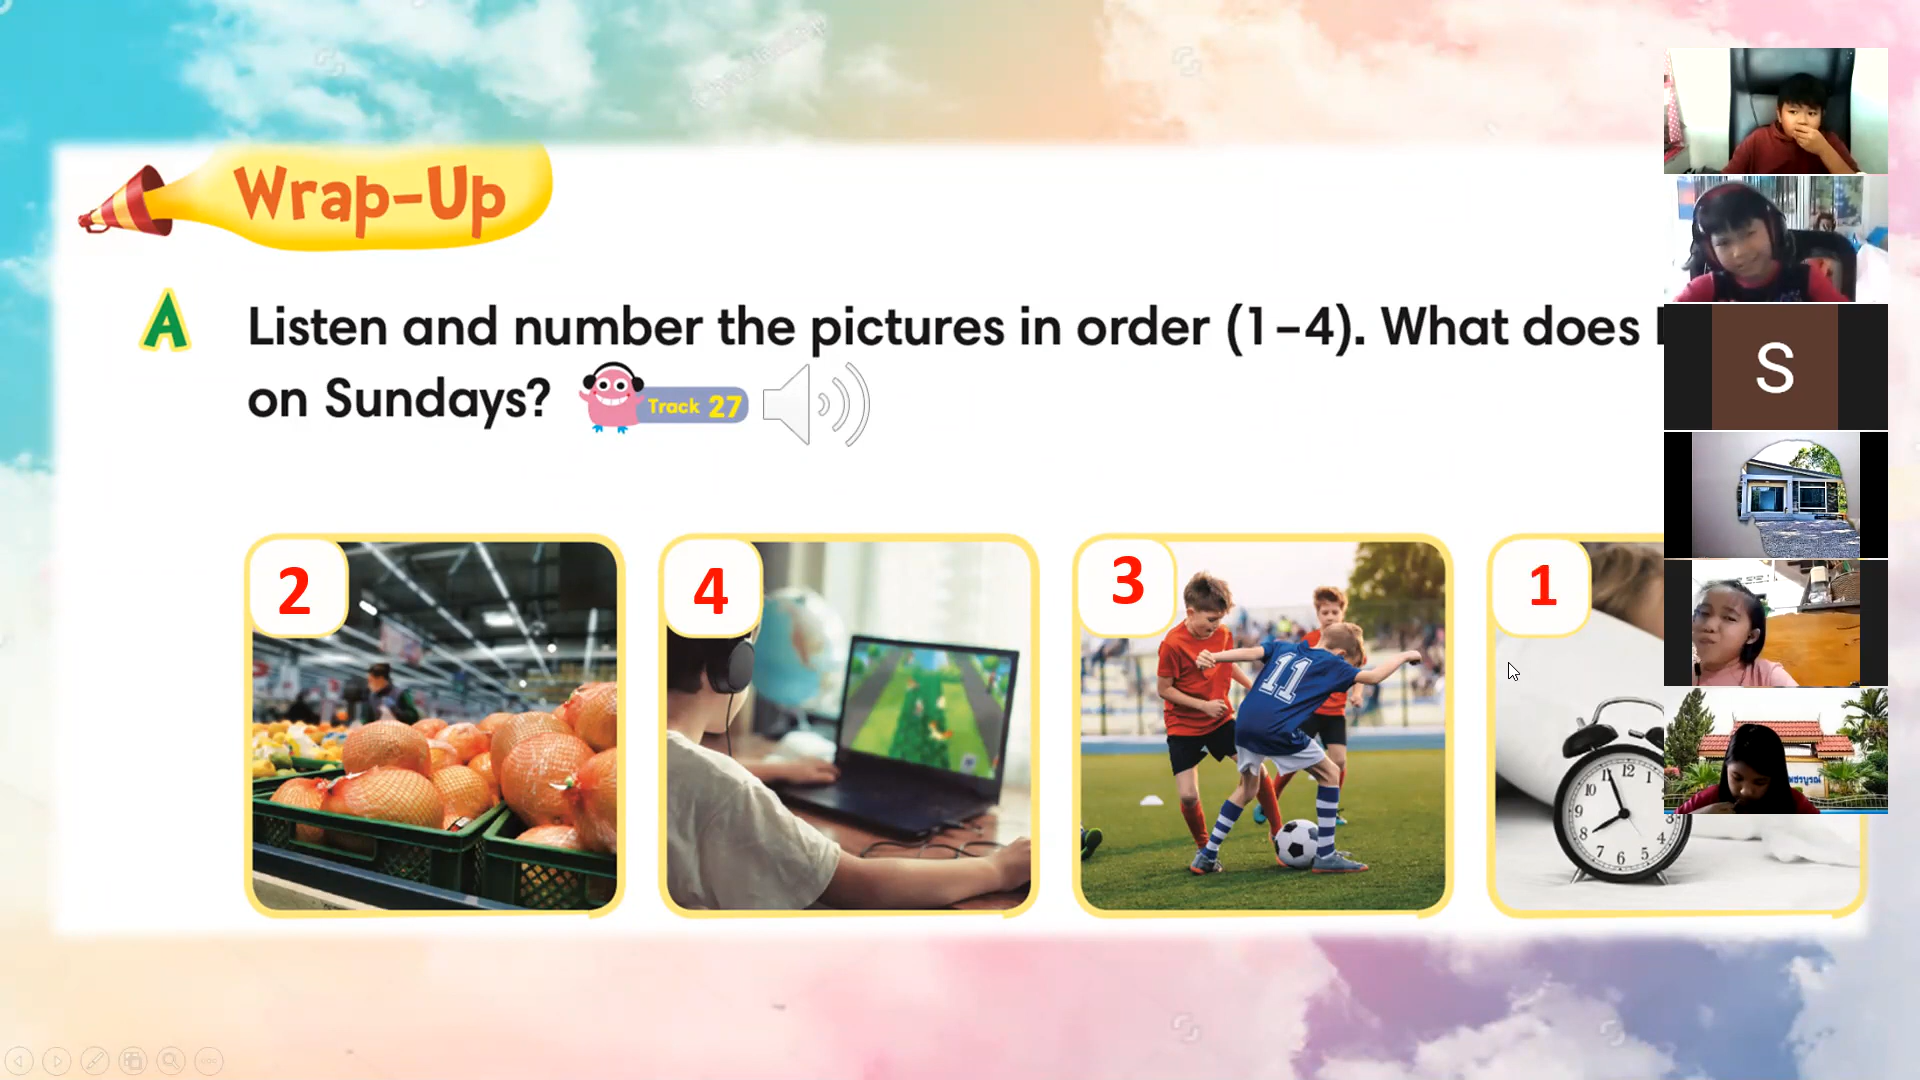 Wrap-Up
A
Listen and number the pictures in order (1–4). What does
on Sundays?
Track 27
2
4
3
1
11
S